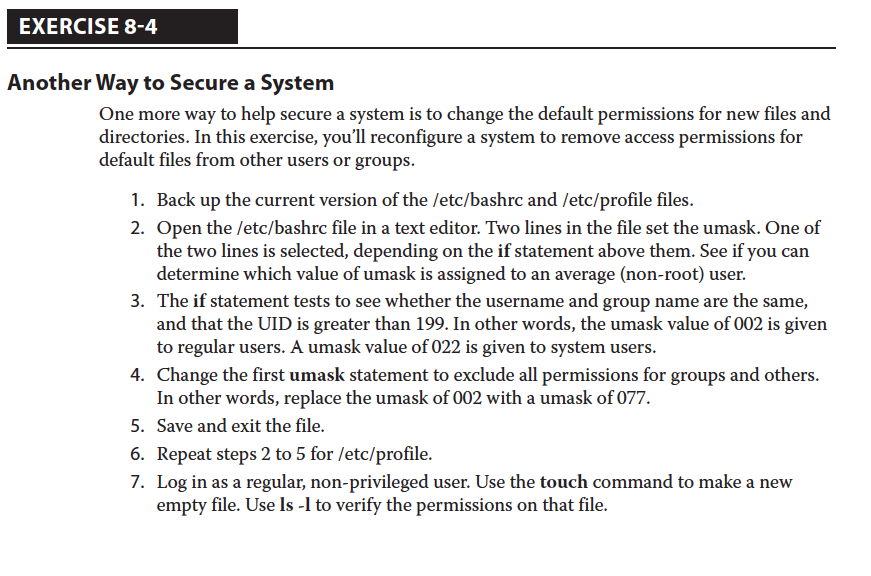 EXERCISE 8-4
Another Way to Secure a System
One more way to help secure a system is to change the default permissions for new files and
directories. In this exercise, you’ll reconfigure a system to remove access permissions for
default files from other users or groups.
1. Back up the current version of the /etc/bashrc and /etc/profile files.
2. Open the /etc/bashrc file in a text editor. Two lines in the file set the umask. One of
the two lines is selected, depending on the if statement above them. See if you can
determine which value of umask is assigned to an average (non-root) user.
3. The if statement tests to see whether the username and group name are the same,
and that the UID is greater than 199. In other words, the umask value of 002 is given
to regular users. A umask value of 022 is given to system users.
4. Change the first umask statement to exclude all permissions for groups and others.
In other words, replace the umask of 002 with a umask of 077.
5. Save and exit the file.
6. Repeat steps 2 to 5 for /etc/profile.
7. Log in as a regular, non-privileged user. Use the touch command to make a new
empty file. Use ls -l to verify the permissions on that file.